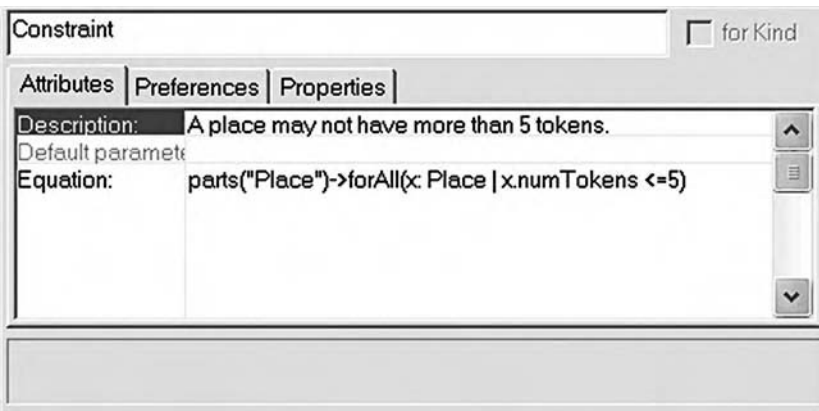 Constraint for Kind
Attributes Preferences Properties
Description: A place may not have more than 5 tokens.
Default paramete
Equation: parts("Place")->forAll(x: Place | x.numTokens <=5)